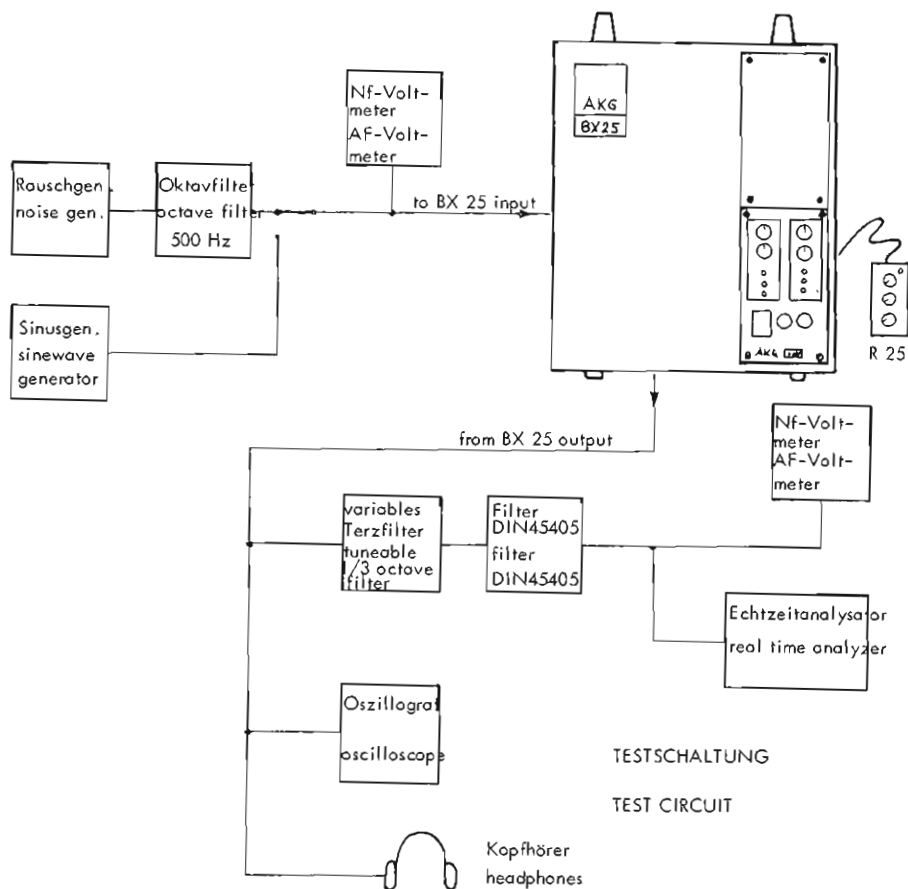 Nf-Volt-
meter
AF-Volt-
meter
AKG
BX25
Rauschgen
noise gen.
Oktavfilte
octave filter
500 Hz
to BX 25 input
Sinusgen.
sinewave
generator
AKG
R 25
from BX 25 output
Nf-Volt-
meter
AF-Volt-
meter
variables
Terzfilter
tuneable
1/3 octave
filter
Filter
DIN45405
filter
DIN45405
Echtzeitanalysator
real time analyzer
Oszillograf
oscilloscope
TESTSCHALTUNG
TEST CIRCUIT
Kopfhörer
headphones